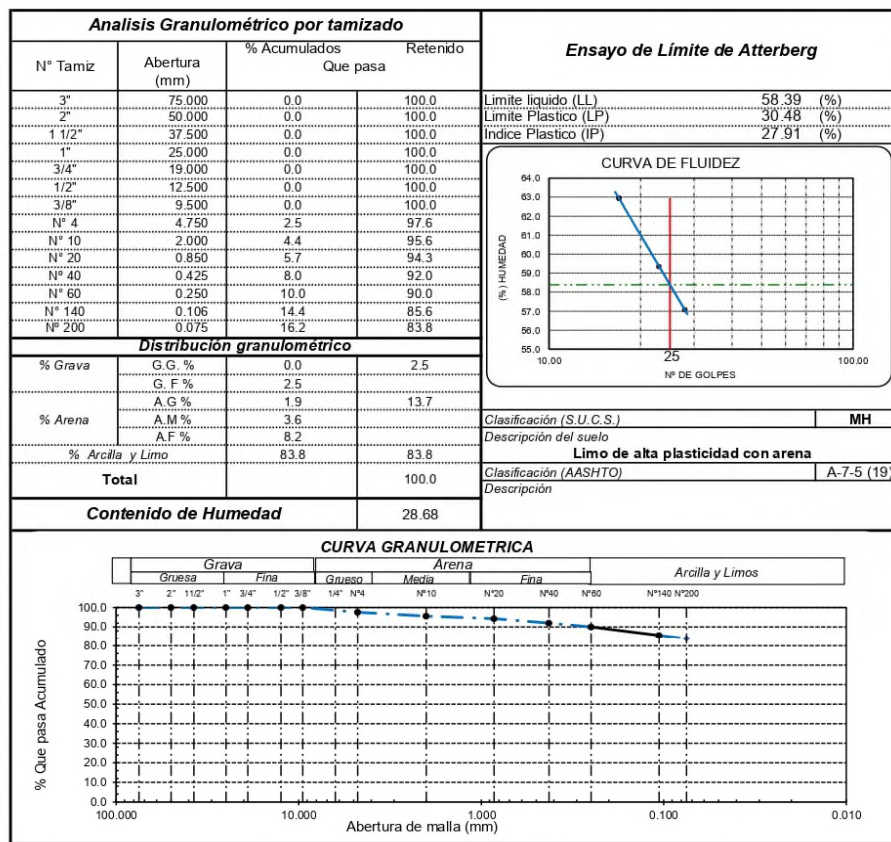 Analisis Granulométrico por tamizado
N° Tamiz Abertura (mm) % Acumulados Retenido
Que pasa
3" 75.000 0.0 100.0
2" 50.000 0.0 100.0
1 1/2" 37.500 0.0 100.0
1" 25.000 0.0 100.0
3/4" 19.000 0.0 100.0
1/2" 12.500 0.0 100.0
3/8" 9.500 0.0 100.0
N° 4 4.750 2.5 97.6
N° 10 2.000 4.4 95.6
N° 20 0.850 5.7 94.3
N° 40 0.425 8.0 92.0
N° 60 0.250 10.0 90.0
N° 140 0.106 14.4 85.6
Nº 200 0.075 16.2 83.8
Distribución granulométrico
% Grava G.G. % 0.0 2.5
G. F % 2.5
% Arena A.G % 1.9 13.7
A.M % 3.6
A.F % 8.2
% Arcilla y Limo 83.8 83.8
Total 100.0
Contenido de Humedad 28.68
Ensayo de Límite de Atterberg
Limite liquido (LL) 58.39 (%)
Limite Plastico (LP) 30.48 (%)
Indice Plastico (IP) 27.91 (%)
CURVA DE FLUIDEZ
(%) HUMEDAD
64.0
63.0
62.0
61.0
60.0
59.0
58.0
57.0
56.0
55.0
10.00 25 100.00
Nº DE GOLPES
Clasificación (S.U.C.S.) MH
Descripción del suelo
Limo de alta plasticidad con arena
Clasificación (AASHTO) A-7-5 (19)
Descripción
CURVA GRANULOMETRICA
Grava Arena Arcilla y Limos
Gruesa Fina Grueso Media Fina
3" 2" 11/2" 1" 3/4" 1/2" 3/8" 1/4" N°4 N°10 N°20 N°40 N°60 N°140 N°200
% Que pasa Acumulado
100.0
90.0
80.0
70.0
60.0
50.0
40.0
30.0
20.0
10.0
0.0
100.000 10.000 1.000 0.100 0.010
Abertura de malla (mm)